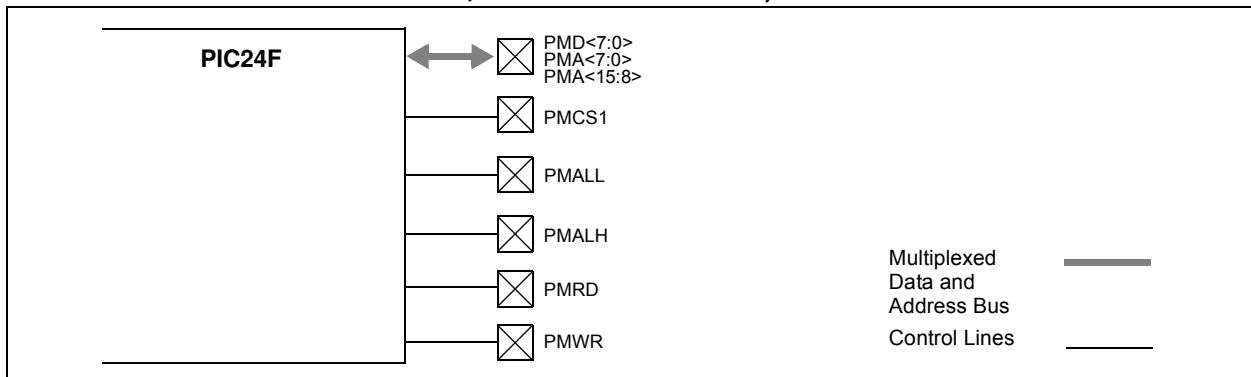 PIC24F
PMD<7:0>
PMA<7:0>
PMA<15:8>
PMCS1
PMALL
PMALH
PMRD
PMWR
Multiplexed
Data and
Address Bus
Control Lines